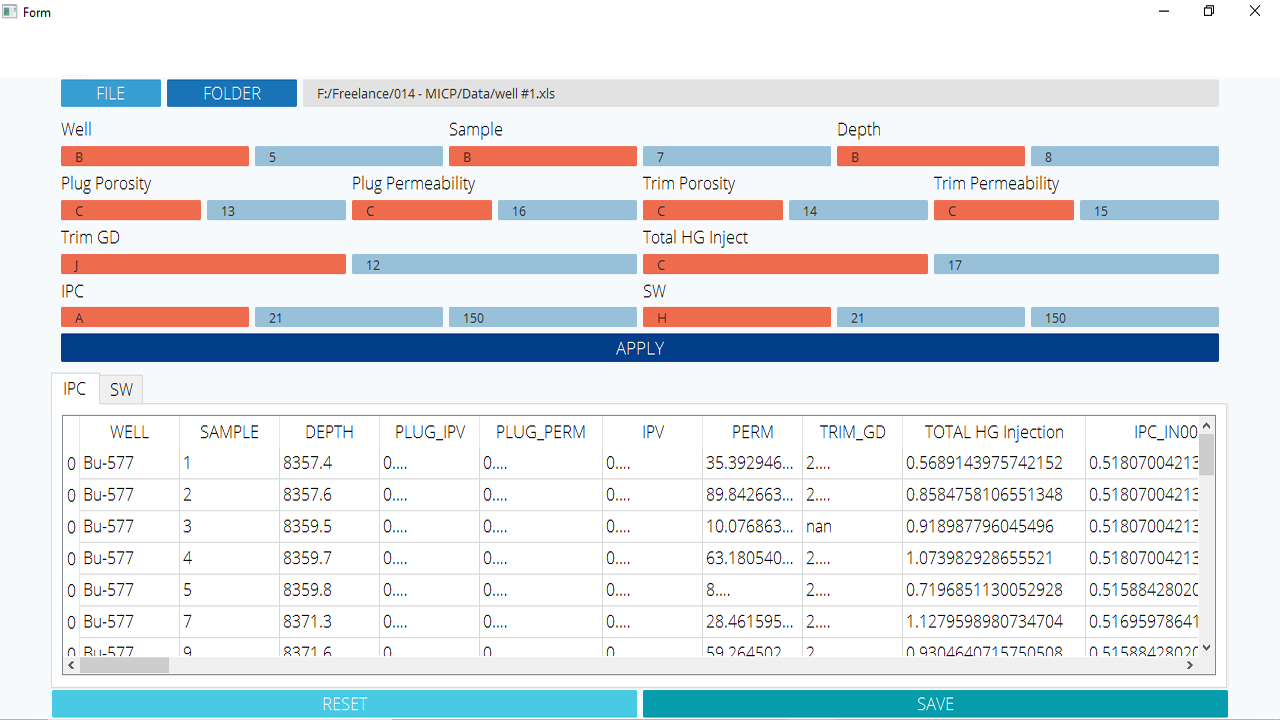 Form
FILE FOLDER F:/Freelance/014 - MICP/Data/well #1.xls
Well Sample Depth
B 5 B 7 B 8
Plug Porosity Plug Permeability Trim Porosity Trim Permeability
C 13 C 16 C 14 C 15
Trim GD Total HG Inject
J 12 C 17
IPC SW
A 21 150 H 21 150
APPLY
IPC SW
WELL SAMPLE DEPTH PLUG_IPV PLUG_PERM IPV PERM TRIM_GD TOTAL HG Injection IPC_IN00
0 Bu-577 1 8357.4 0.... 0.... 0.... 35.392946... 2.... 0.5689143975742152 0.51807004213
0 Bu-577 2 8357.6 0.... 0.... 0.... 89.842663... 2.... 0.8584758106551348 0.51807004213
0 Bu-577 3 8359.5 0.... 0.... 0.... 10.076863... nan 0.918987796045496 0.51807004213
0 Bu-577 4 8359.7 0.... 0.... 0.... 63.180540... 2.... 1.073982928655521 0.51807004213
0 Bu-577 5 8359.8 0.... 0.... 0.... 8.... 2.... 0.7196851130052928 0.51588428020
0 Bu-577 7 8371.3 0.... 0.... 0.... 28.461595... 2.... 1.1279598980734704 0.51695978641
0 Bu-577 9 8371.6 0 0 0 59.264502 2 0.9304640715750508 0.51588428020
RESET SAVE